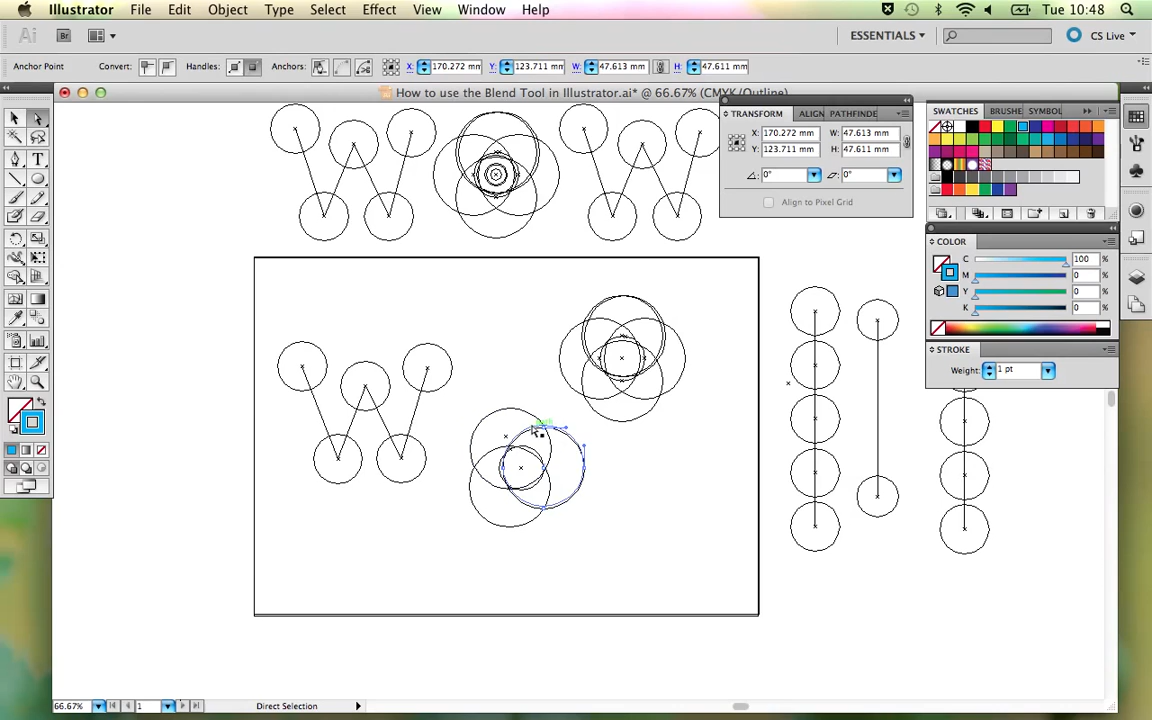 Illustrator File Edit Object Type Select Effect View Window Help Tue 10:48
Ai Br ESSENTIALS CS Live
Anchor Point Convert: Handles: Anchors: X: 170.272 mm Y: 123.711 mm W: 47.613 mm H: 47.611 mm
How to use the Blend Tool in Illustrator.ai* @ 66.67% (CMYK/Outline)
TRANSFORM ALIGN PATHFINDE
X: 170.272 mm W: 47.613 mm
Y: 123.711 mm H: 47.611 mm
0° 0°
Align to Pixel Grid
SWATCHES BRUSHE SYMBOL
COLOR
C 100 %
M 0 %
Y 0 %
K 0 %
STROKE
Weight: 1 pt
66.67% 1 Direct Selection